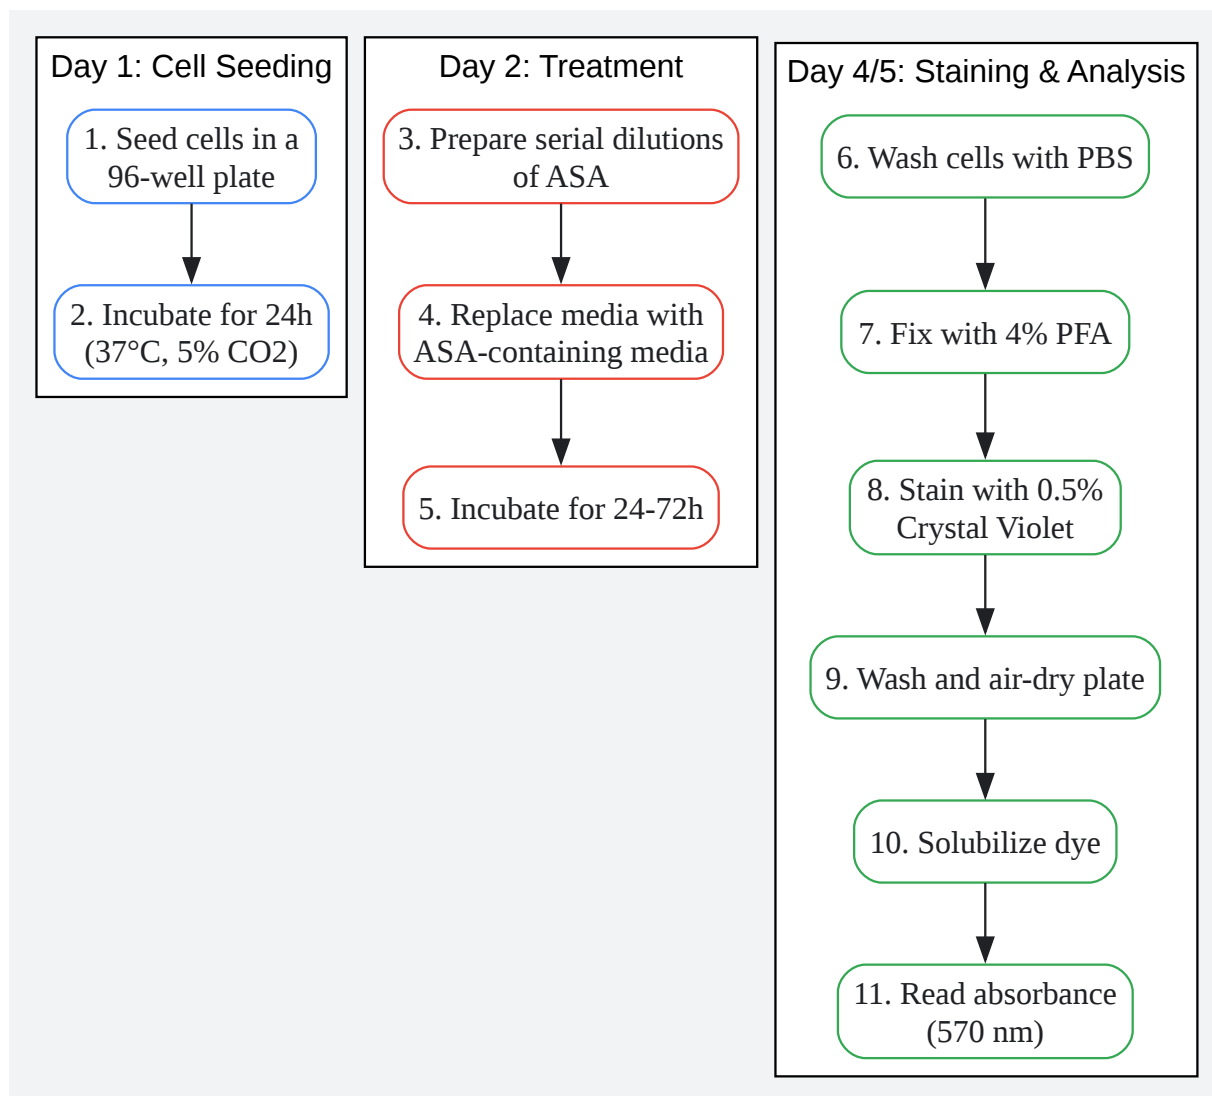 Day 1: Cell Seeding
1. Seed cells in a
96-well plate
2. Incubate for 24h
(37°C, 5% CO2)
Day 2: Treatment
3. Prepare serial dilutions
of ASA
4. Replace media with
ASA-containing media
5. Incubate for 24-72h
Day 4/5: Staining & Analysis
6. Wash cells with PBS
7. Fix with 4% PFA
8. Stain with 0.5%
Crystal Violet
9. Wash and air-dry plate
10. Solubilize dye
11. Read absorbance
(570 nm)